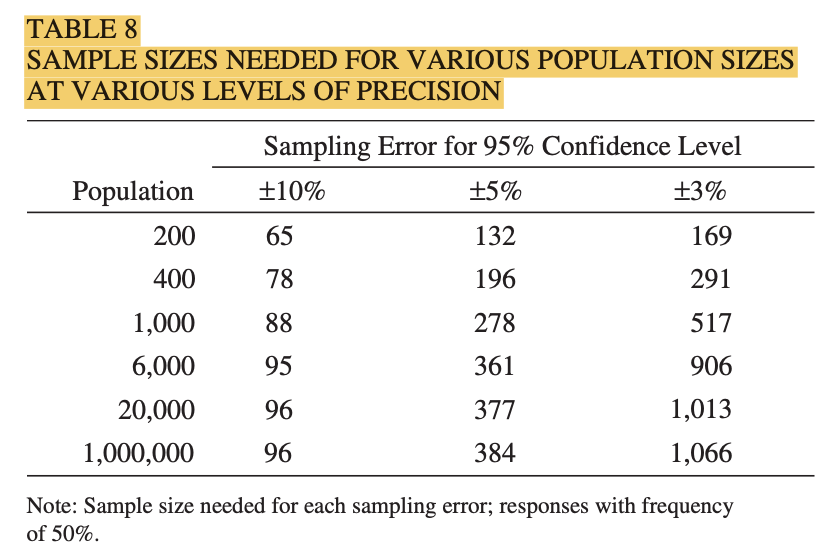 TABLE 8
SAMPLE SIZES NEEDED FOR VARIOUS POPULATION SIZES
AT VARIOUS LEVELS OF PRECISION
Sampling Error for 95% Confidence Level
Population ±10% ±5% ±3%
200 65 132 169
400 78 196 291
1,000 88 278 517
6,000 95 361 906
20,000 96 377 1,013
1,000,000 96 384 1,066
Note: Sample size needed for each sampling error; responses with frequency
of 50%.